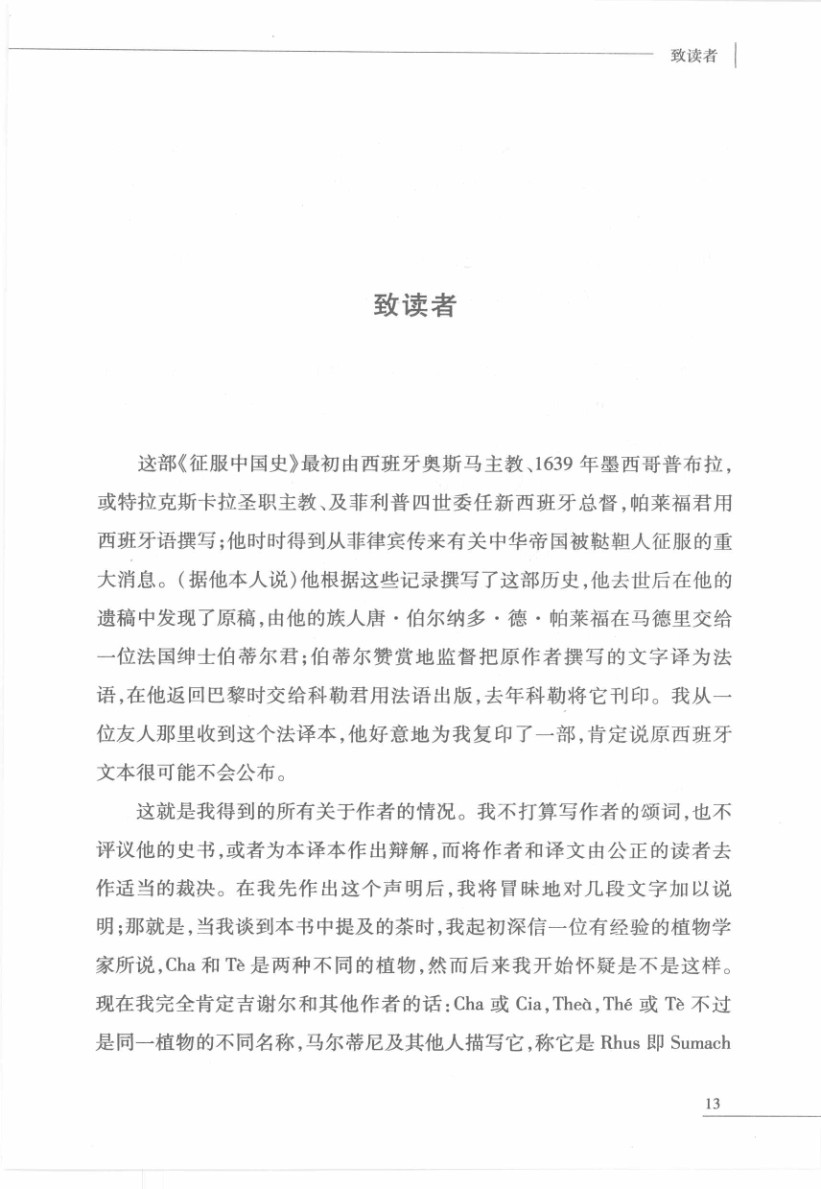 致读者
致读者
这部《征服中国史》最初由西班牙奥斯马主教、1639 年墨西哥普布拉，
或特拉克斯卡拉圣职主教、及菲利普四世委任新西班牙总督，帕莱福君用
西班牙语撰写；他时时得到从菲律宾传来有关中华帝国被鞑靼人征服的重
大消息。（据他本人说）他根据这些记录撰写了这部历史，他去世后在他的
遗稿中发现了原稿，由他的族人唐·伯尔纳多·德·帕莱福在马德里交给
一位法国绅士伯蒂尔君；伯蒂尔赞赏地监督把原作者撰写的文字译为法
语，在他返回巴黎时交给科勒君用法语出版，去年科勒将它刊印。我从一
位友人那里收到这个法译本，他好意地为我复印了一部，肯定说原西班牙
文本很可能不会公布。
这就是我得到的所有关于作者的情况。我不打算写作者的颂词，也不
评议他的史书，或者为本译本作出辩解，而将作者和译文由公正的读者去
作适当的裁决。在我先作出这个声明后，我将冒昧地对几段文字加以说
明；那就是，当我谈到本书中提及的茶时，我起初深信一位有经验的植物学
家所说，Cha 和 Tè 是两种不同的植物，然而后来我开始怀疑是不是这样。
现在我完全肯定吉谢尔和其他作者的话：Cha 或 Cia，Theà，Thé 或 Tè 不过
是同一植物的不同名称，马尔蒂尼及其他人描写它，称它是 Rhus 即 Sumach
13